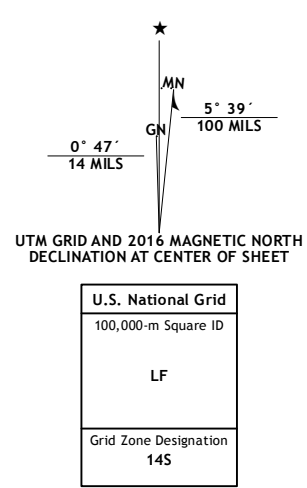 ★
MN
GN
5° 39´
100 MILS
0° 47´
14 MILS
UTM GRID AND 2016 MAGNETIC NORTH
DECLINATION AT CENTER OF SHEET
U.S. National Grid
100,000-m Square ID
LF
Grid Zone Designation
14S